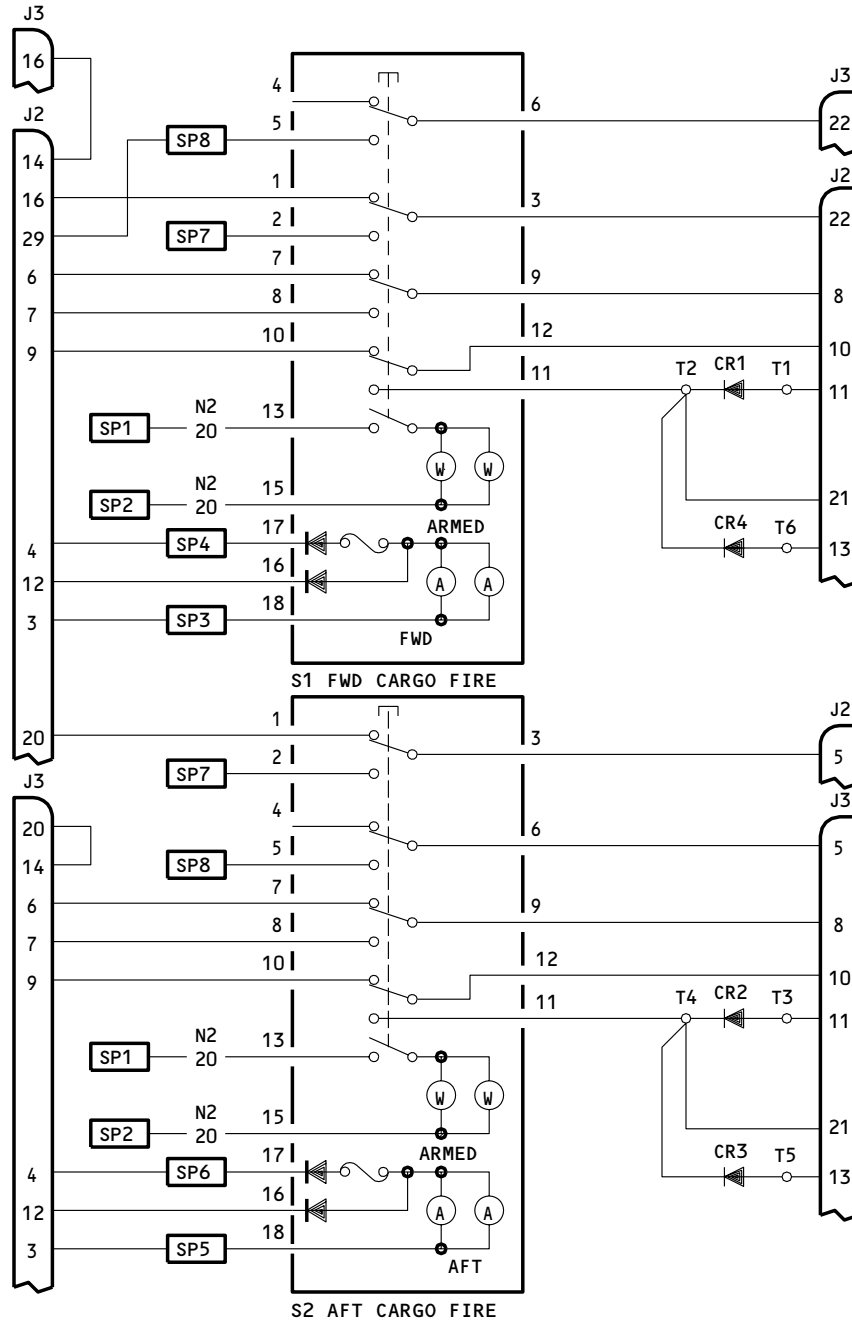 J3
16
J2
14
16
29
6
7
9
4
12
3
20
J3
20
14
6
7
9
4
12
3
SP8
SP7
SP1 N2 20
SP2 N2 20
SP4
SP3
4
5
1
2
7
8
10
13
15
17
16
18
6
3
9
12
11
W W
ARMED
A A
FWD
S1 FWD CARGO FIRE
J3
22
J2
22
8
10
T2 CR1 T1
11
21
CR4 T6
13
SP7
SP8
SP1 N2 20
SP2 N2 20
SP6
SP5
1
2
4
5
7
8
10
13
15
17
16
18
3
6
9
12
11
W W
ARMED
A A
AFT
S2 AFT CARGO FIRE
J2
5
J3
5
8
10
T4 CR2 T3
11
21
CR3 T5
13